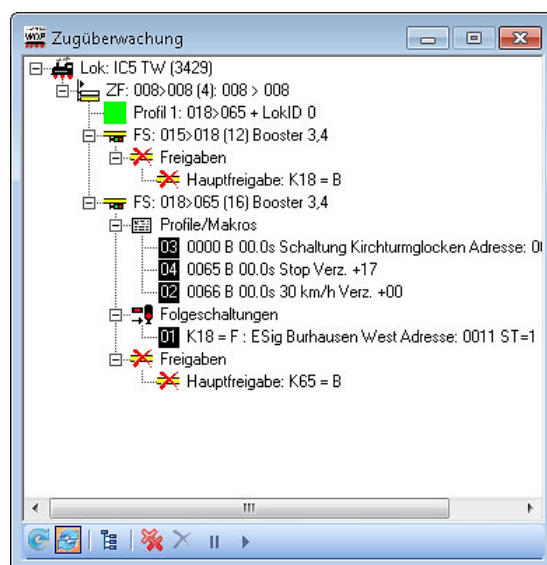 WDP Zugüberwachung
Lok: IC5 TW (3429)
ZF: 008>008 (4): 008 > 008
Profil 1: 018>065 + LokID 0
FS: 015>018 (12) Booster 3,4
Freigaben
Hauptfreigabe: K18 = B
FS: 018>065 (16) Booster 3,4
Profile/Makros
03 0000 B 00.0s Schaltung Kirchturmglocken Adresse: 0
04 0065 B 00.0s Stop Verz. +17
02 0066 B 00.0s 30 km/h Verz. +00
Folgeschaltungen
01 K18 = F : ESig Burhausen West Adresse: 0011 ST=1
Freigaben
Hauptfreigabe: K65 = B